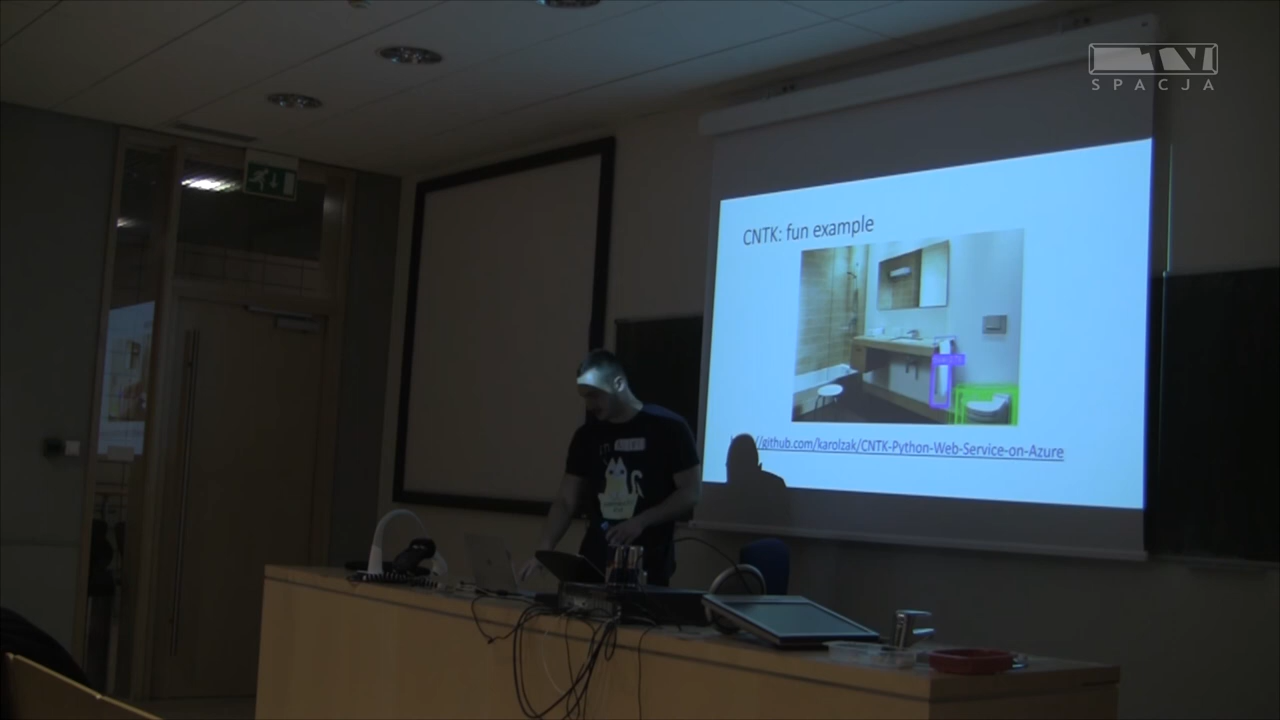 SPACJA
CNTK: fun example
//github.com/karolzak/CNTK-Python-Web-Service-on-Azure